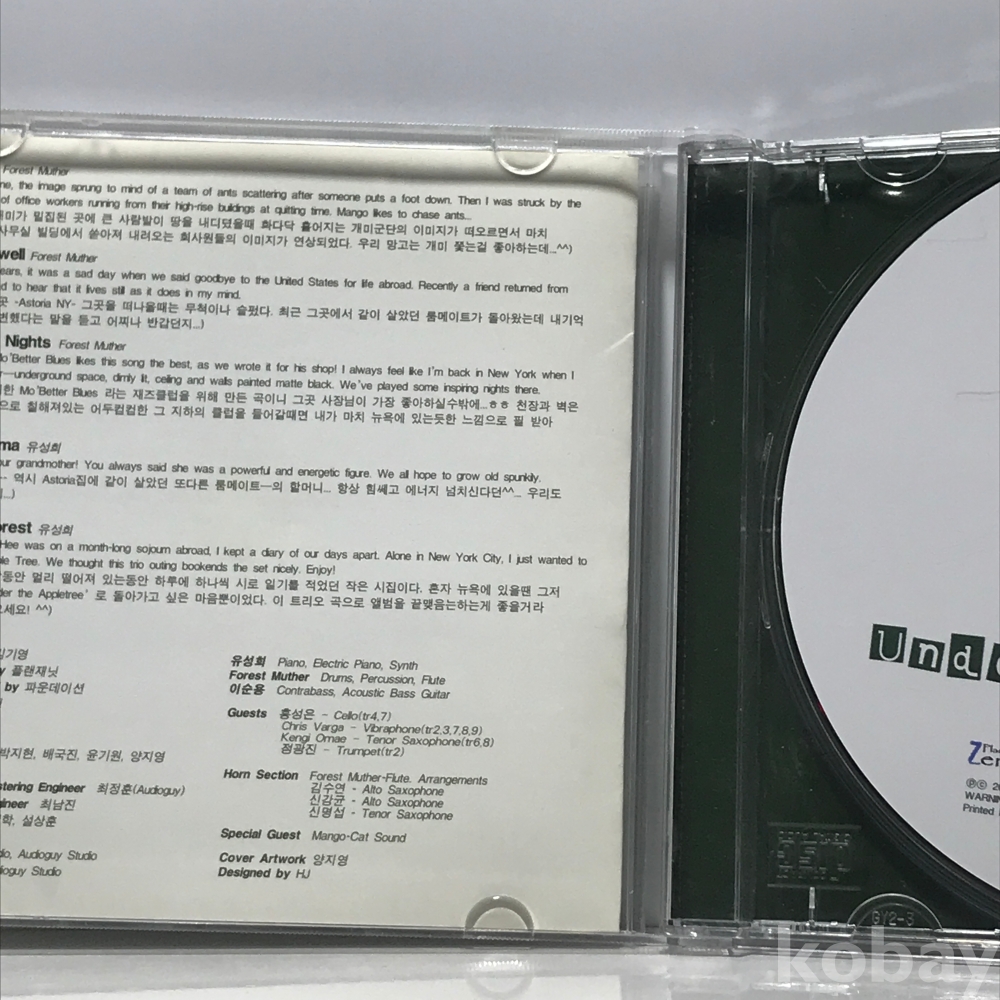 Forest Muther
the image sprung to mind of a team of ants scattering after someone puts a foot down. Then I was struck by the
of office workers running from their high-rise buildings at quitting time. Mango likes to chase ants...
개미가 밀집된 곳에 큰 사람발이 땅을 내디뎠을때 화다닥 흩어지는 개미군단의 이미지가 떠오르면서 마치
사무실 빌딩에서 쏟아져 내려오는 회사원들의 이미지가 연상되었다. 우리 망고는 개미 쫓는걸 좋아하는데...^^)
well Forest Muther
ears, it was a sad day when we said goodbye to the United States for life abroad. Recently a friend returned from
d to hear that it lives still as it does in my mind.
곳 -Astoria NY- 그곳을 떠나올때는 무척이나 슬펐다. 최근 그곳에서 같이 살았던 룸메이트가 돌아왔는데 내기억
변했다는 말을 듣고 어찌나 반갑던지...)
Nights Forest Muther
Mo'Better Blues likes this song the best, as we wrote it for his shop! I always feel like I'm back in New York when I
—underground space, dimly lit, ceiling and walls painted matte black. We've played some inspiring nights there.
한 Mo'Better Blues 라는 재즈클럽을 위해 만든 곡이니 그곳 사장님이 가장 좋아하실수밖에...ㅎㅎ 천장과 벽은
으로 칠해져있는 어두컴컴한 그 지하의 클럽을 들어갈때면 내가 마치 뉴욕에 있는듯한 느낌으로 필 받아
ma 유성희
ur grandmother! You always said she was a powerful and energetic figure. We all hope to grow old spunkily.
-- 역시 Astoria집에 같이 살았던 또다른 룸메이트—의 할머니... 항상 힘쎄고 에너지 넘치신다던^^... 우리도
...)
orest 유성희
Hee was on a month-long sojourn abroad, I kept a diary of our days apart. Alone in New York City, I just wanted to
le Tree. We thought this trio outing bookends the set nicely. Enjoy!
동안 멀리 떨어져 있는동안 하루에 하나씩 시로 일기를 적었던 작은 시집이다. 혼자 뉴욕에 있을땐 그저
der the Appletree' 로 돌아가고 싶은 마음뿐이었다. 이 트리오 곡으로 앨범을 끝맺음는하는게 좋을거라
세요! ^^)
김기영
y 플랜재닛
by 파운데이션
박지현, 배국진, 윤기원, 양지영
stering Engineer 최정훈(Audioguy)
gineer 최남진
학, 설상훈
dio, Audioguy Studio
ioguy Studio
유성희 Piano, Electric Piano, Synth
Forest Muther Drums, Percussion, Flute
이순용 Contrabass, Acoustic Bass Guitar
Guests 홍성은 - Cello(tr4,7)
Chris Varga - Vibraphone(tr2,3,7,8,9)
Kengi Omae - Tenor Saxophone(tr6,8)
정광진 - Trumpet(tr2)
Horn Section Forest Muther-Flute. Arrangements
김수연 - Alto Saxophone
신강균 - Alto Saxophone
신명섭 - Tenor Saxophone
Special Guest Mango-Cat Sound
Cover Artwork 양지영
Designed by HJ
Und
Zen
℗© 20
WARNIN
Printed
GY2-3
kobay